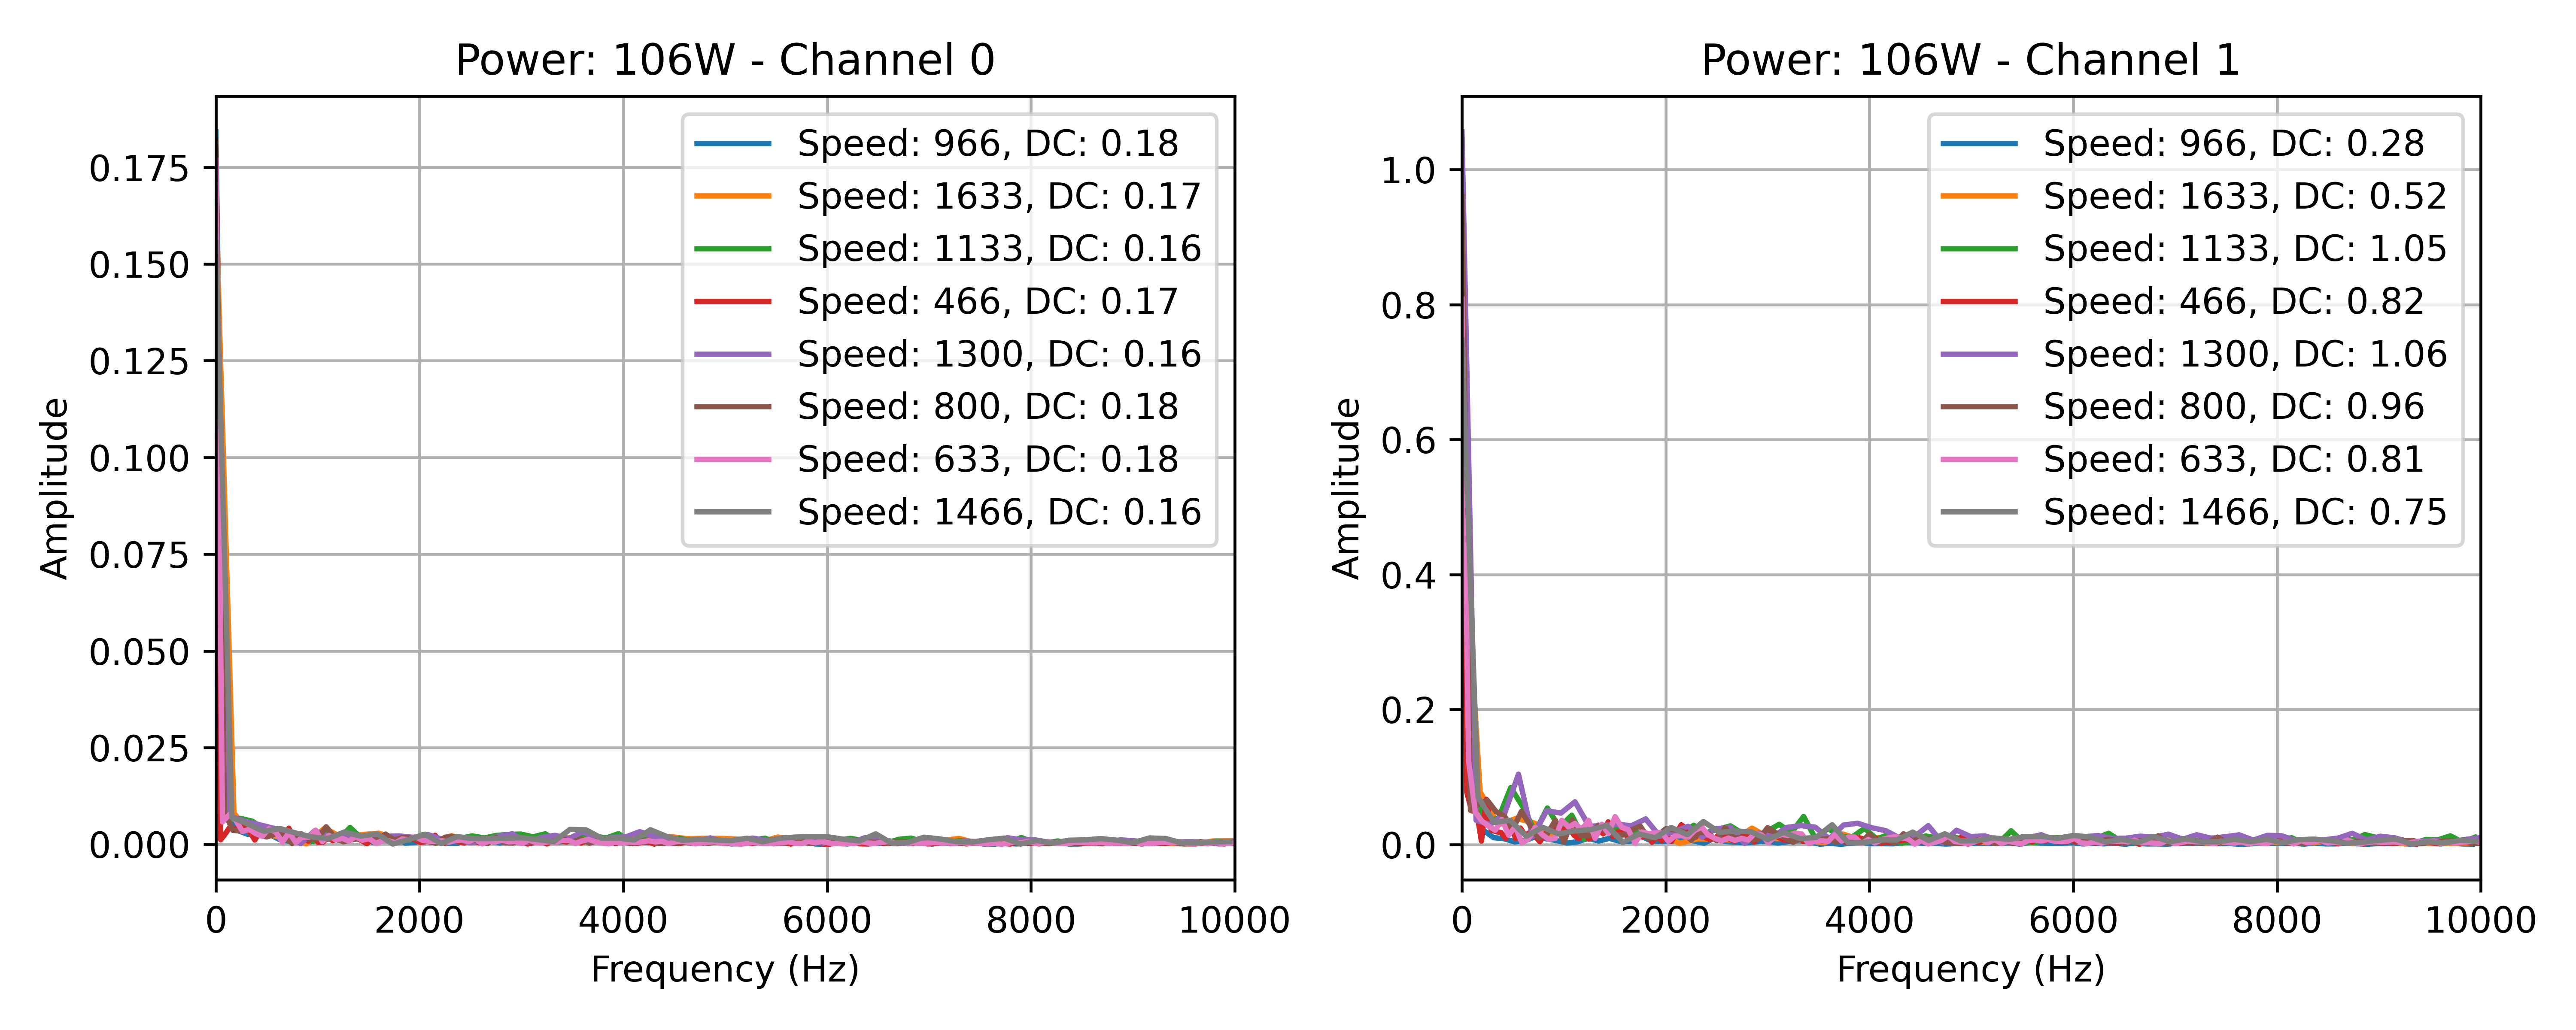 Power: 106W - Channel 0
Amplitude
0.175
0.150
0.125
0.100
0.075
0.050
0.025
0.000
Speed: 966, DC: 0.18
Speed: 1633, DC: 0.17
Speed: 1133, DC: 0.16
Speed: 466, DC: 0.17
Speed: 1300, DC: 0.16
Speed: 800, DC: 0.18
Speed: 633, DC: 0.18
Speed: 1466, DC: 0.16
0 2000 4000 6000 8000 10000
Frequency (Hz)
Power: 106W - Channel 1
Amplitude
1.0
0.8
0.6
0.4
0.2
0.0
Speed: 966, DC: 0.28
Speed: 1633, DC: 0.52
Speed: 1133, DC: 1.05
Speed: 466, DC: 0.82
Speed: 1300, DC: 1.06
Speed: 800, DC: 0.96
Speed: 633, DC: 0.81
Speed: 1466, DC: 0.75
0 2000 4000 6000 8000 10000
Frequency (Hz)